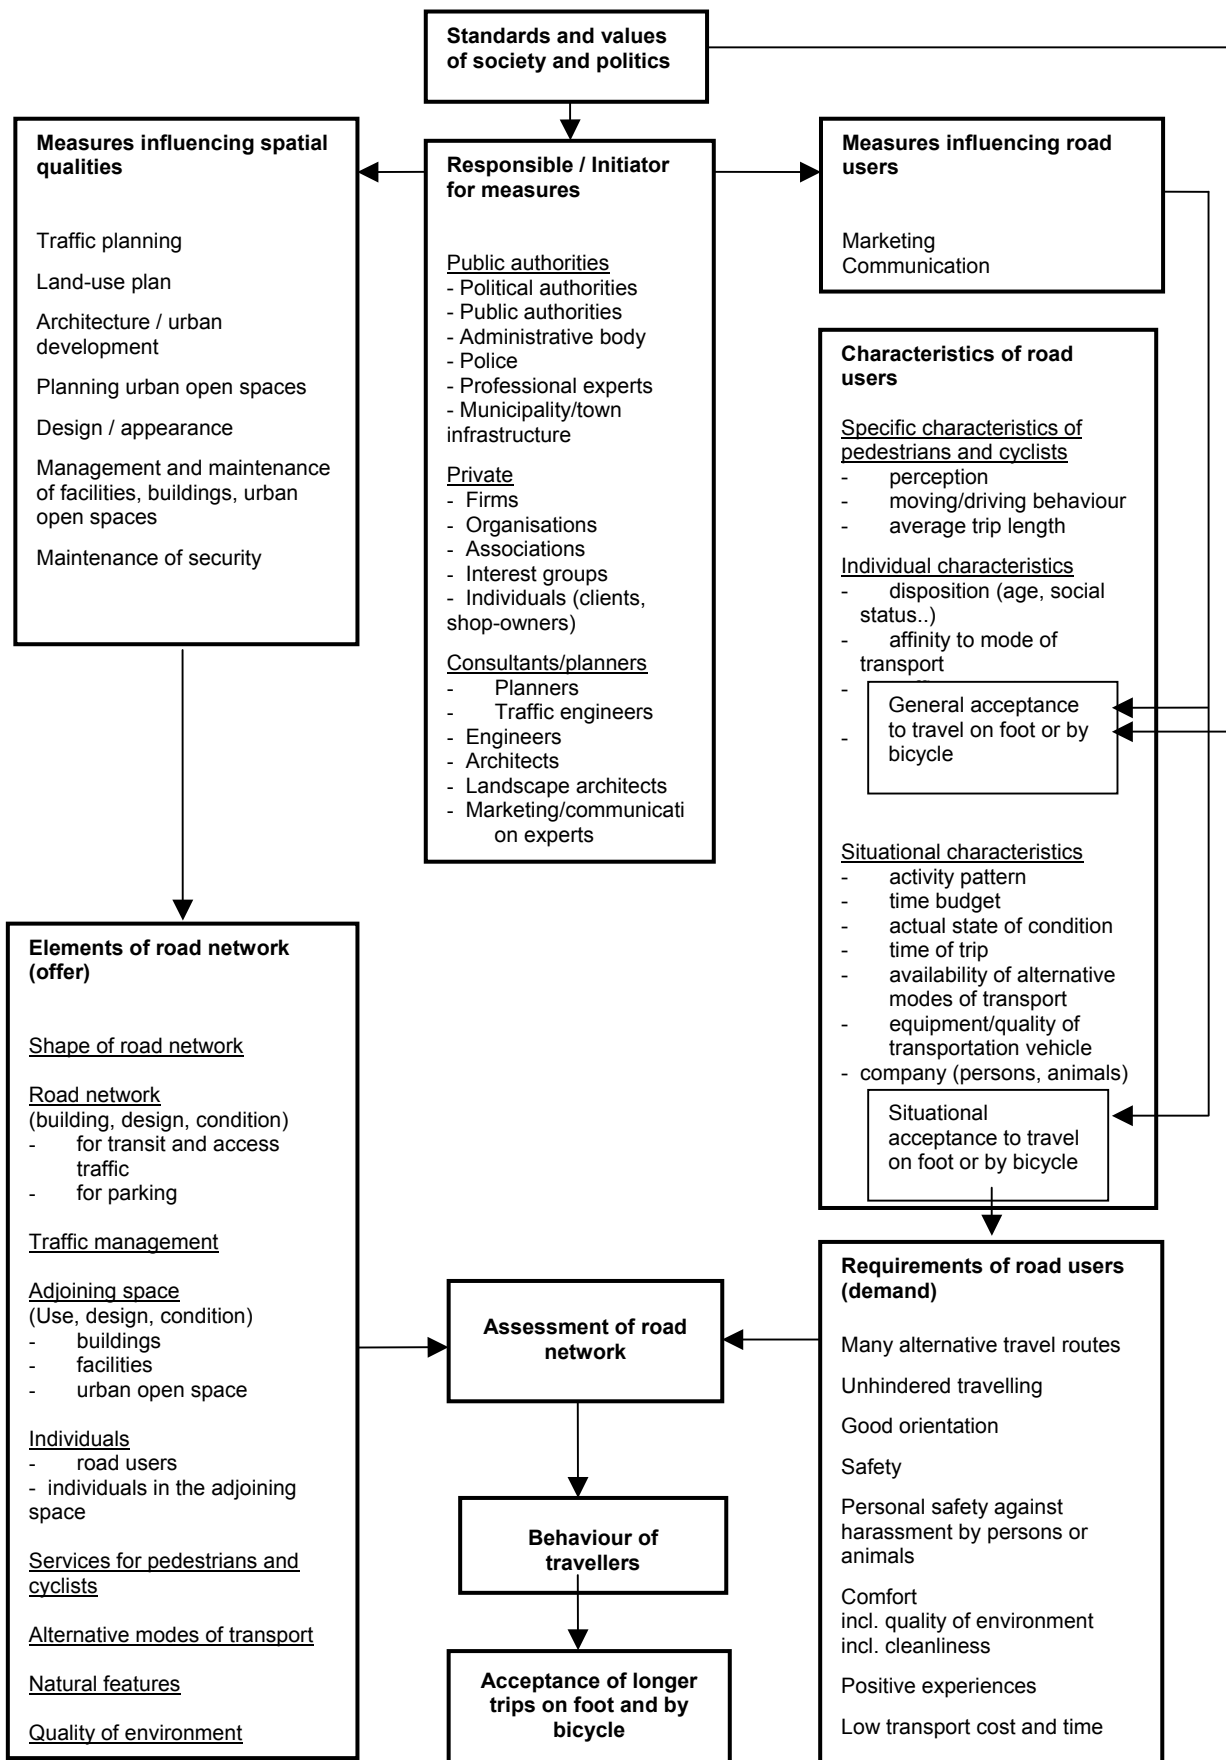 Standards and values
of society and politics
Measures influencing spatial
qualities
Traffic planning
Land-use plan
Architecture / urban
development
Planning urban open spaces
Design / appearance
Management and maintenance
of facilities, buildings, urban
open spaces
Maintenance of security
Responsible / Initiator
for measures
Public authorities
- Political authorities
- Public authorities
- Administrative body
- Police
- Professional experts
- Municipality/town
infrastructure
Private
- Firms
- Organisations
- Associations
- Interest groups
- Individuals (clients,
shop-owners)
Consultants/planners
- Planners
- Traffic engineers
- Engineers
- Architects
- Landscape architects
- Marketing/communicati
on experts
Measures influencing road
users
Marketing
Communication
Characteristics of road
users
Specific characteristics of
pedestrians and cyclists
- perception
- moving/driving behaviour
- average trip length
Individual characteristics
- disposition (age, social
status..)
- affinity to mode of
transport
-
-
General acceptance
to travel on foot or by
bicycle
Situational characteristics
- activity pattern
- time budget
- actual state of condition
- time of trip
- availability of alternative
modes of transport
- equipment/quality of
transportation vehicle
- company (persons, animals)
Situational
acceptance to travel
on foot or by bicycle
Elements of road network
(offer)
Shape of road network
Road network
(building, design, condition)
- for transit and access
traffic
- for parking
Traffic management
Adjoining space
(Use, design, condition)
- buildings
- facilities
- urban open space
Individuals
- road users
- individuals in the adjoining
space
Services for pedestrians and
cyclists
Alternative modes of transport
Natural features
Quality of environment
Assessment of road
network
Behaviour of
travellers
Acceptance of longer
trips on foot and by
bicycle
Requirements of road users
(demand)
Many alternative travel routes
Unhindered travelling
Good orientation
Safety
Personal safety against
harassment by persons or
animals
Comfort
incl. quality of environment
incl. cleanliness
Positive experiences
Low transport cost and time